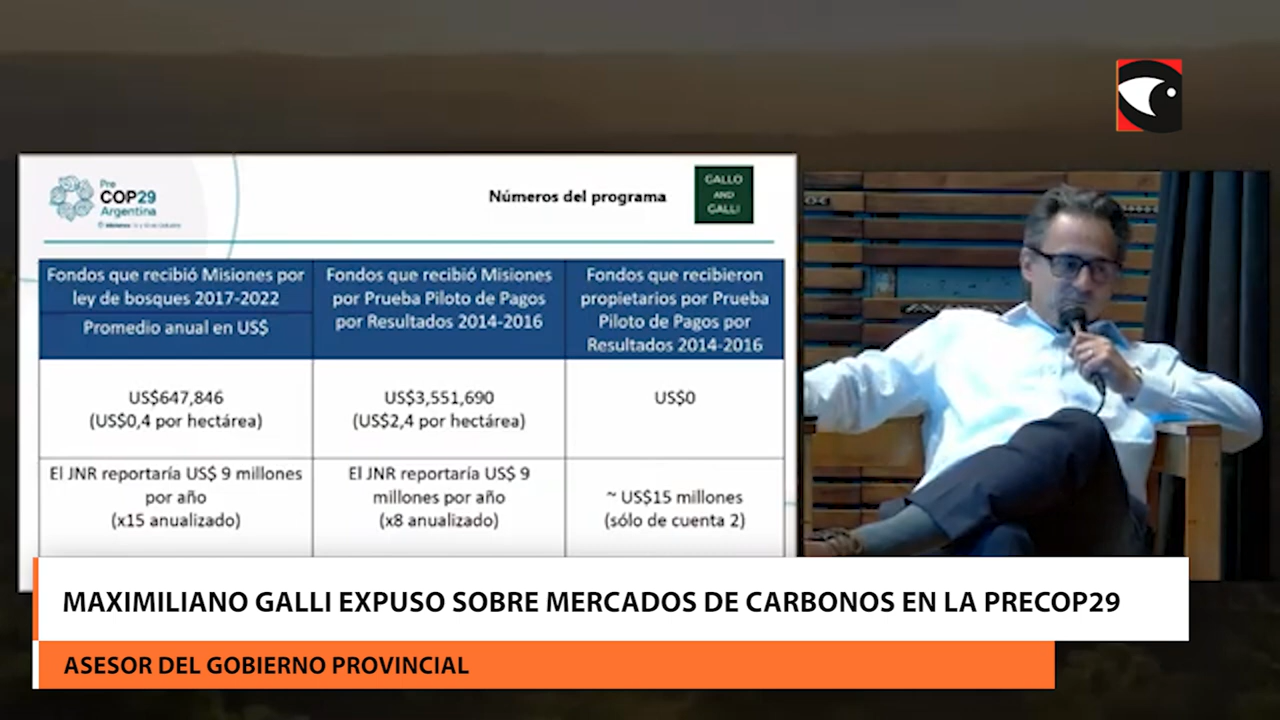 Pre
COP29
Argentina
Números del programa
GALLO
AND
GALLI
Fondos que recibió Misiones por
ley de bosques 2017-2022
Promedio anual en US$
Fondos que recibió Misiones
por Prueba Piloto de Pagos
por Resultados 2014-2016
Fondos que recibieron
propietarios por Prueba
Piloto de Pagos por
Resultados 2014-2016
US$647,846
(US$0,4 por hectárea)
US$3,551,690
(US$2,4 por hectárea)
US$0
El JNR reportaría US$ 9 millones
por año
(x15 anualizado)
El JNR reportaría US$ 9
millones por año
(x8 anualizado)
~ US$15 millones
(sólo de cuenta 2)
MAXIMILIANO GALLI EXPUSO SOBRE MERCADOS DE CARBONOS EN LA PRECOP29
ASESOR DEL GOBIERNO PROVINCIAL